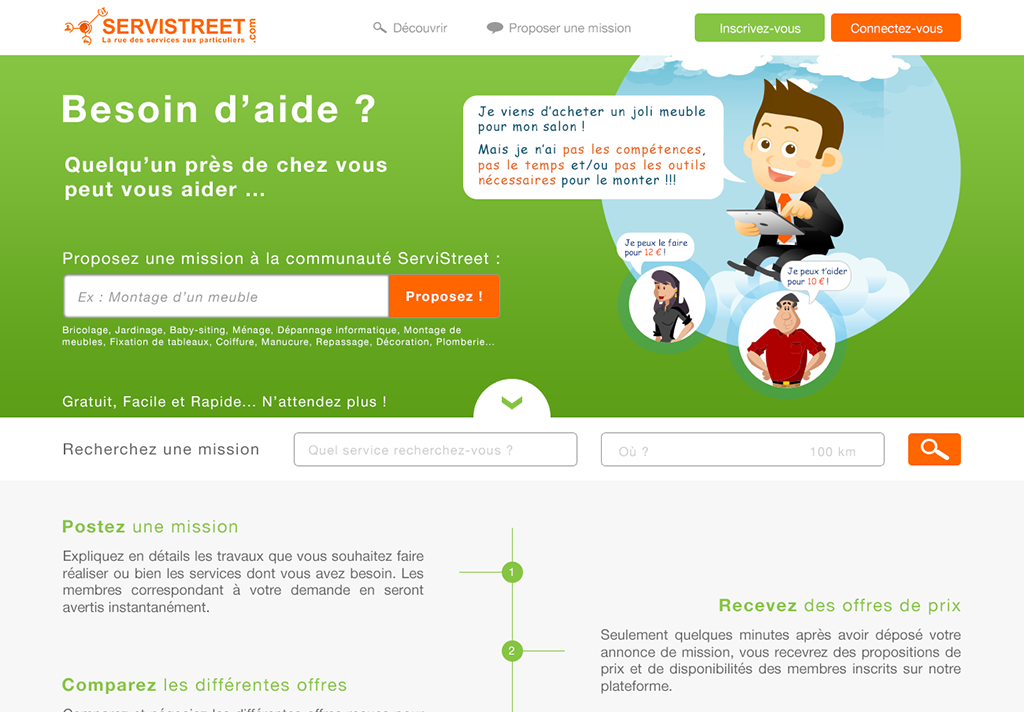 SERVISTREET.com
La rue des services aux particuliers
Découvrir
Proposer une mission
Inscrivez-vous
Connectez-vous
Besoin d'aide ?
Quelqu'un près de chez vous
peut vous aider ...
Je viens d'acheter un joli meuble
pour mon salon !
Mais je n'ai pas les compétences,
pas le temps et/ou pas les outils
nécessaires pour le monter !!!
Je peux le faire
pour 12 € !
Je peux t'aider
pour 10 € !
Proposez une mission à la communauté ServiStreet :
Ex : Montage d'un meuble
Proposez !
Bricolage, Jardinage, Baby-siting, Ménage, Dépannage informatique, Montage de
meubles, Fixation de tableaux, Coiffure, Manucure, Repassage, Décoration, Plomberie...
Gratuit, Facile et Rapide... N'attendez plus !
Recherchez une mission
Quel service recherchez-vous ?
Où ?
100 km
Postez une mission
Expliquez en détails les travaux que vous souhaitez faire
réaliser ou bien les services dont vous avez besoin. Les
membres correspondant à votre demande en seront
avertis instantanément.
1
Recevez des offres de prix
Seulement quelques minutes après avoir déposé votre
annonce de mission, vous recevrez des propositions de
prix et de disponibilités des membres inscrits sur notre
plateforme.
2
Comparez les différentes offres